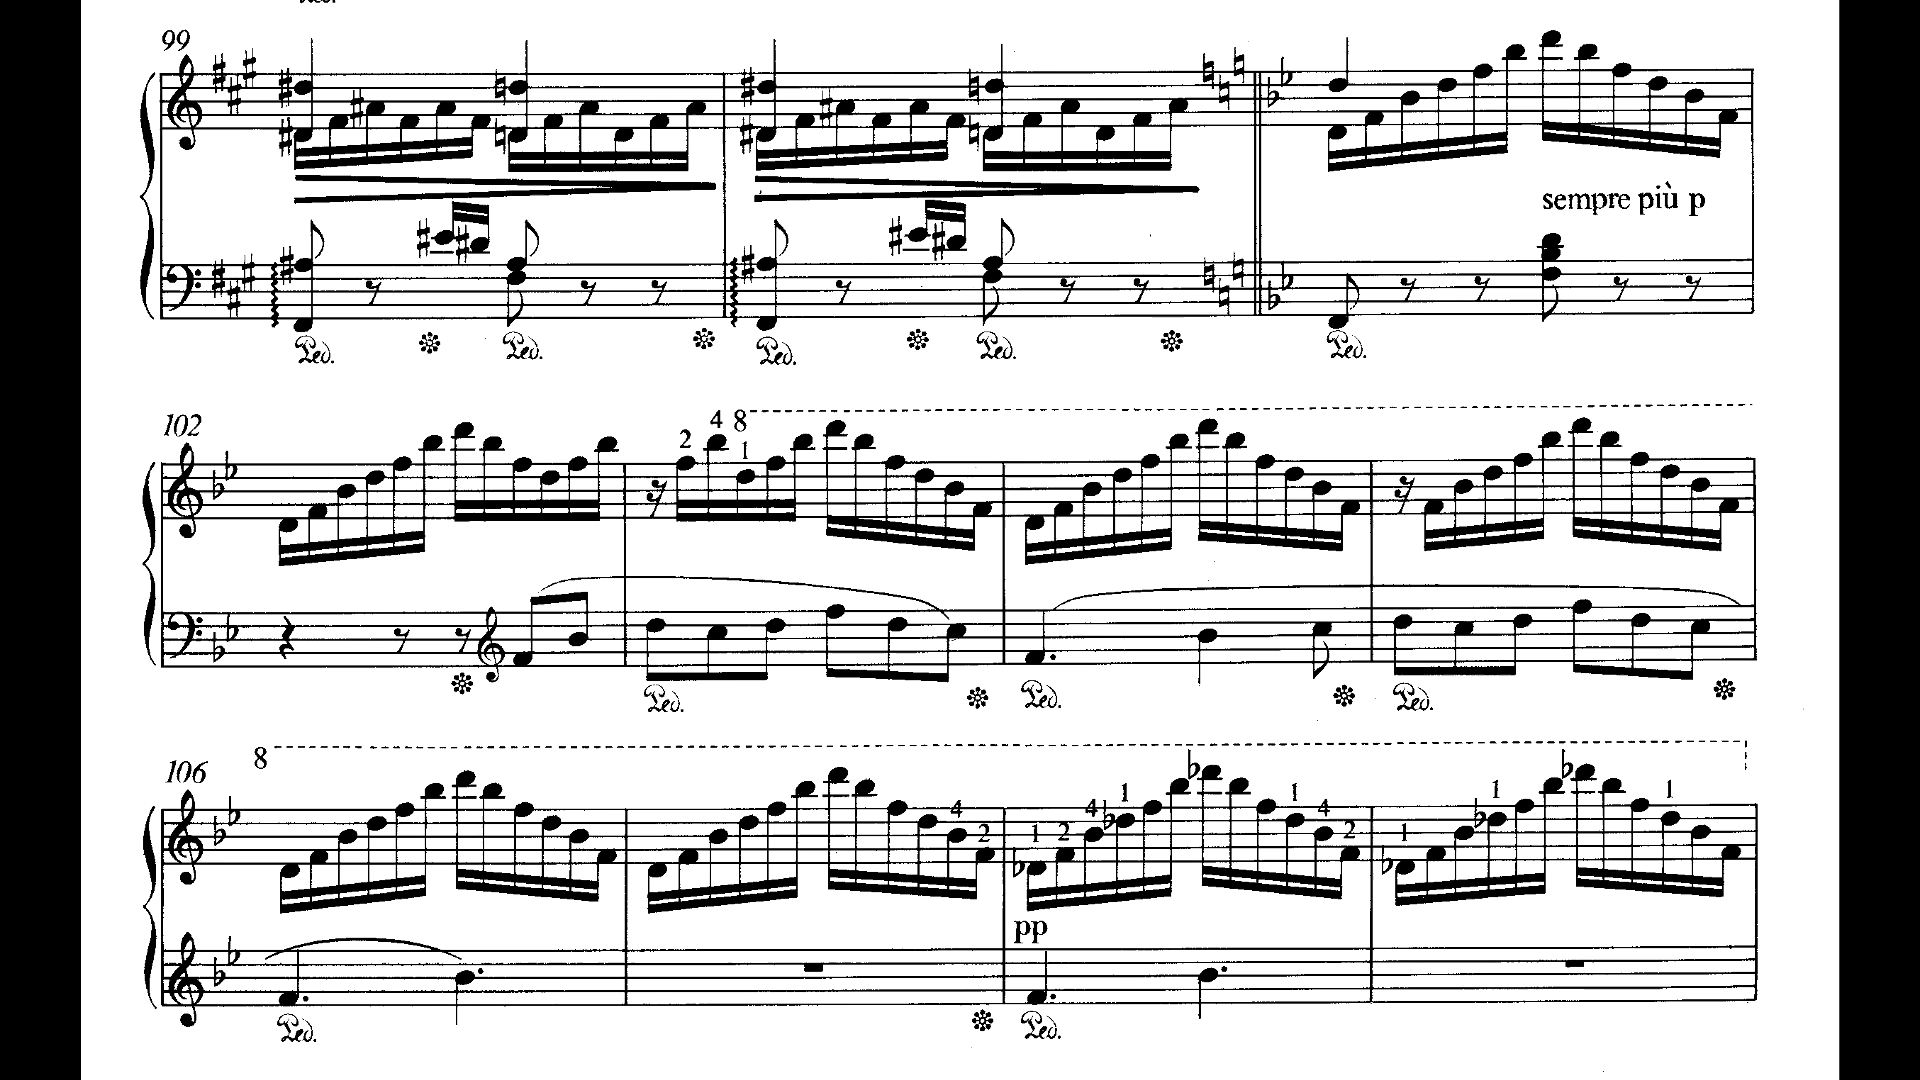 99
sempre più p
Ped. Ped. Ped. Ped. Ped.
102
2 4 8 1
Ped. Ped. Ped.
106 8
4 2 1 2 4 1 1 4 2 1 1 1
pp
Ped. Ped.